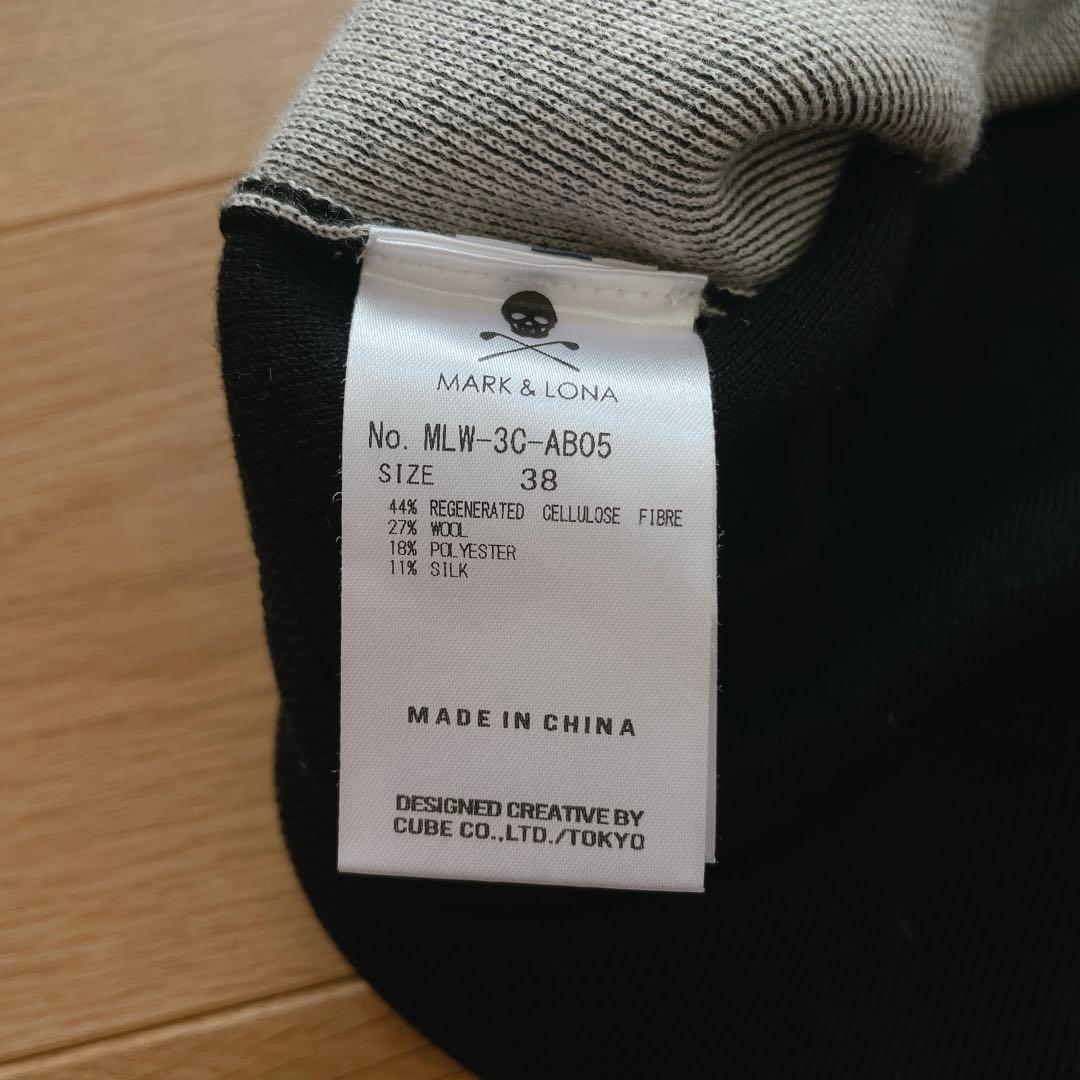 MARK & LONA
No. MLW-3C-AB05
SIZE 38
44% REGENERATED CELLULOSE FIBRE
27% WOOL
18% POLYESTER
11% SILK
MADE IN CHINA
DESIGNED CREATIVE BY
CUBE CO.,LTD./TOKYO